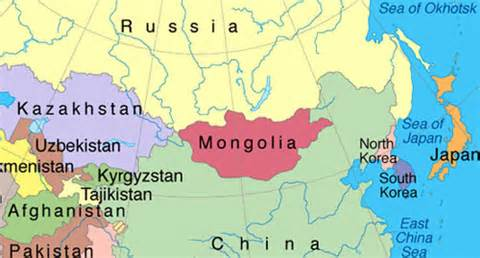 Sea of Okhotsk
Russia
Kazakhstan
Mongolia
Sea of
Japan
Uzbekistan
North
Korea
Japan
menistan
Kyrgyzstan
Tajikistan
South
Korea
Afghanistan
East
China
Sea
China
Pakistan